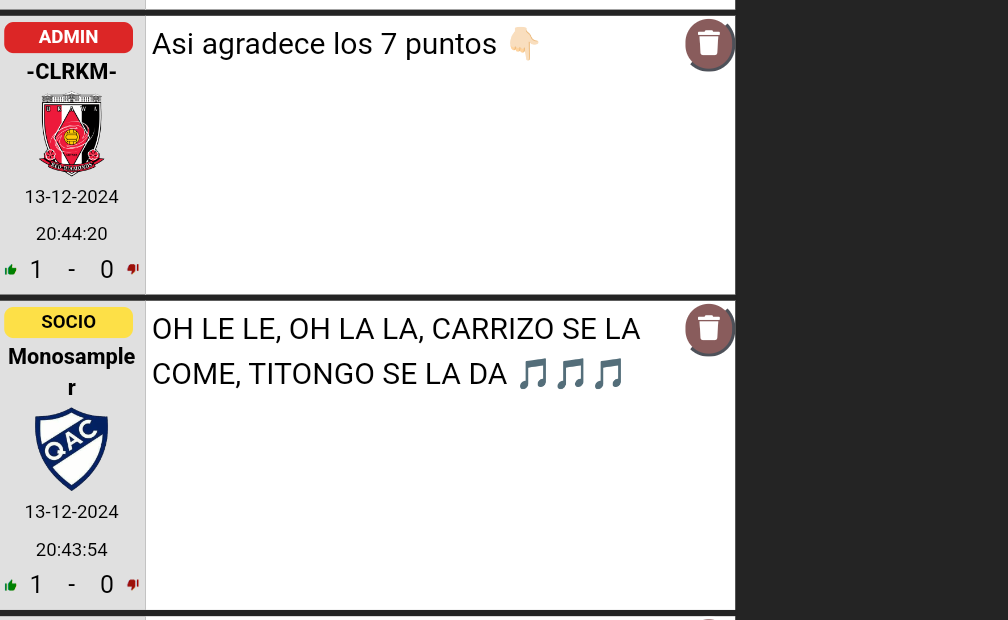 ADMIN
-CLRKM-
Asi agradece los 7 puntos 👇🏻
13-12-2024
20:44:20
1 - 0
SOCIO
Monosample
r
OH LE LE, OH LA LA, CARRIZO SE LA
COME, TITONGO SE LA DA 🎵🎵🎵
QAC
13-12-2024
20:43:54
1 - 0